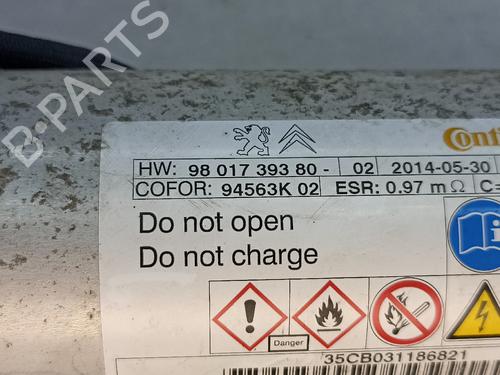 B-PARTS
HW: 98 017 393 80- 02 2014-05-30
COFOR: 94563K 02 ESR: 0.97 mΩ
Do not open
Do not charge
Danger
35CB031186821